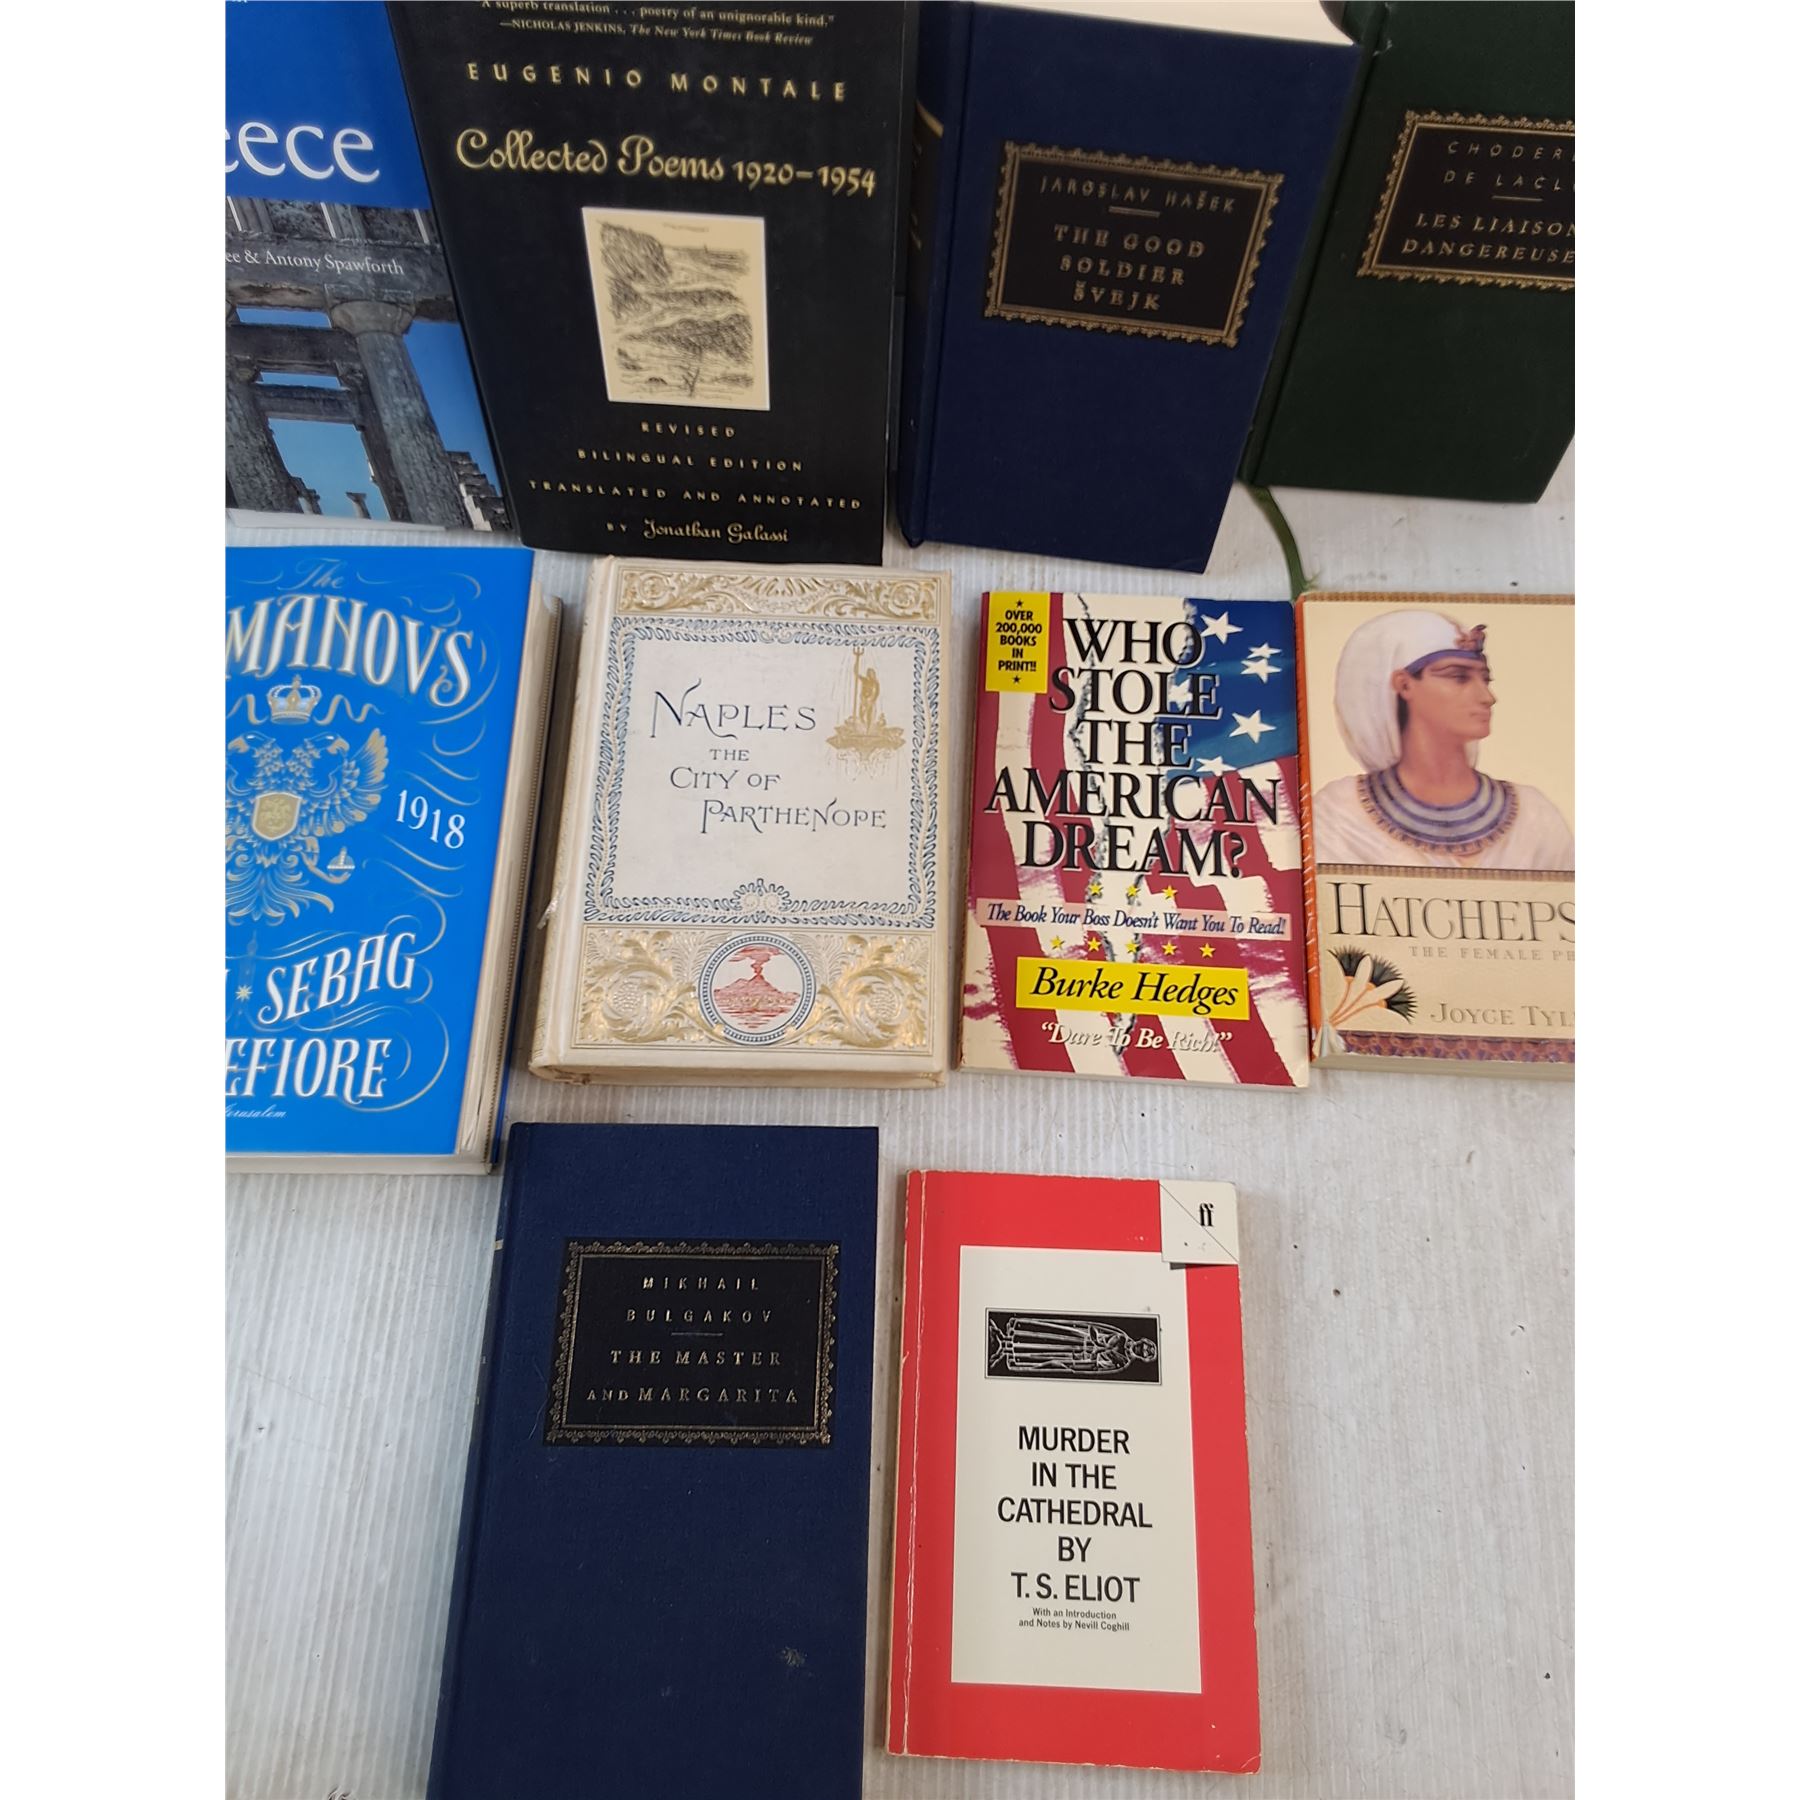 eece
ee & Antony Spawforth
"A superb translation . . . poetry of an unignorable kind."
—NICHOLAS JENKINS, The New York Times Book Review
EUGENIO MONTALE
Collected Poems 1920–1954
REVISED
BILINGUAL EDITION
TRANSLATED AND ANNOTATED
BY Jonathan Galassi
JAROSLAV HAŠEK
THE GOOD
SOLDIER
ŠVEJK
CHODERL
DE LACL
LES LIAISON
DANGEREUSE
The
MANOVS
1918
SEBAG
EFIORE
Jerusalem
NAPLES
THE
CITY OF
PARTHENOPE
OVER
200,000
BOOKS
IN
PRINT!!
WHO
STOLE
THE
AMERICAN
DREAM?
The Book Your Boss Doesn't Want You To Read!
Burke Hedges
"Dare To Be Rich!"
HATCHEPS
THE FEMALE PH
JOYCE TYL
MIKHAIL
BULGAKOV
THE MASTER
AND MARGARITA
ff
MURDER
IN THE
CATHEDRAL
BY
T. S. ELIOT
With an Introduction
and Notes by Nevill Coghill